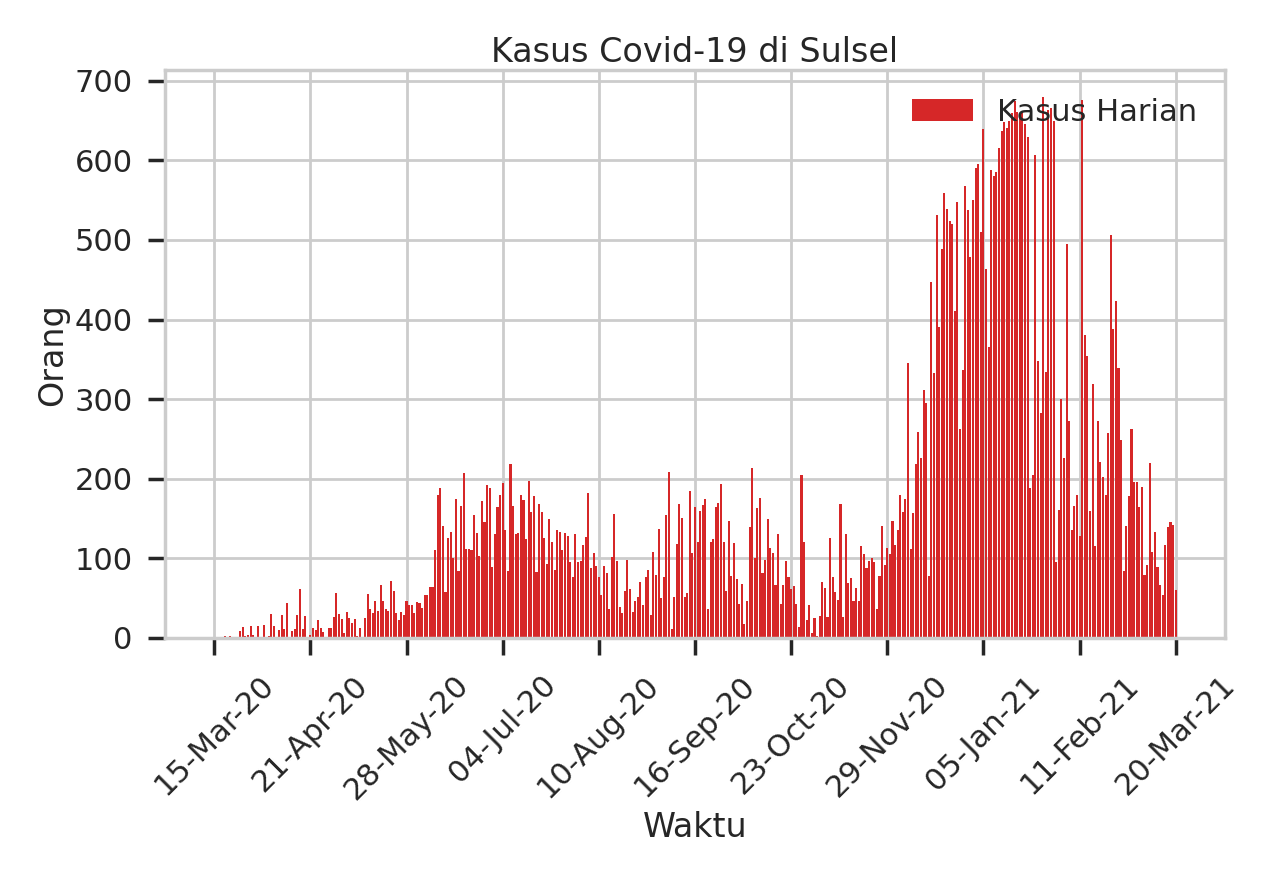 Kasus Covid-19 di Sulsel
Kasus Harian
Orang
700
600
500
400
300
200
100
0
15-Mar-20
21-Apr-20
28-May-20
04-Jul-20
10-Aug-20
16-Sep-20
23-Oct-20
29-Nov-20
05-Jan-21
11-Feb-21
20-Mar-21
Waktu